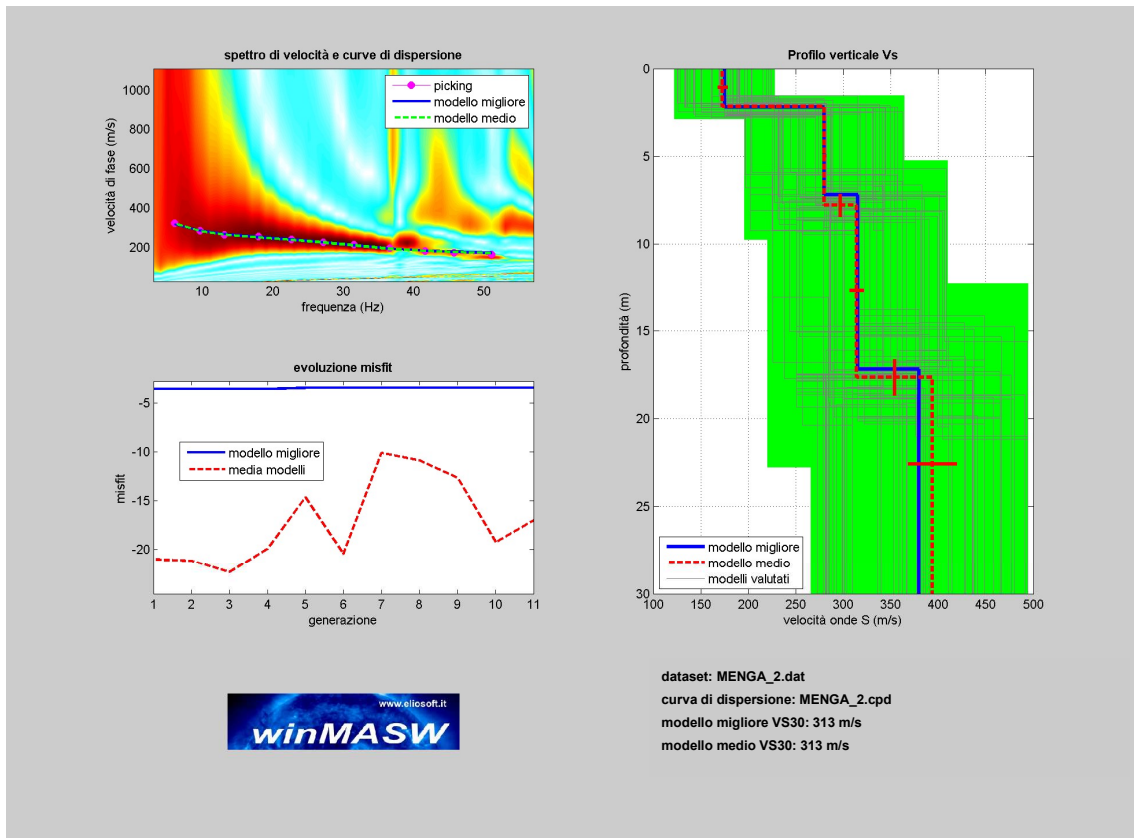 spettro di velocità e curve di dispersione
velocità di fase (m/s)
1000
800
600
400
200
picking
modello migliore
modello medio
10
20
30
40
50
frequenza (Hz)
evoluzione misfit
misfit
-5
-10
-15
-20
modello migliore
media modelli
1
2
3
4
5
6
7
8
9
10
11
generazione
Profilo verticale Vs
profondità (m)
0
5
10
15
20
25
30
modello migliore
modello medio
modelli valutati
100
150
200
250
300
350
400
450
500
velocità onde S (m/s)
www.eliosoft.it
winMASW
dataset: MENGA_2.dat
curva di dispersione: MENGA_2.cpd
modello migliore VS30: 313 m/s
modello medio VS30: 313 m/s